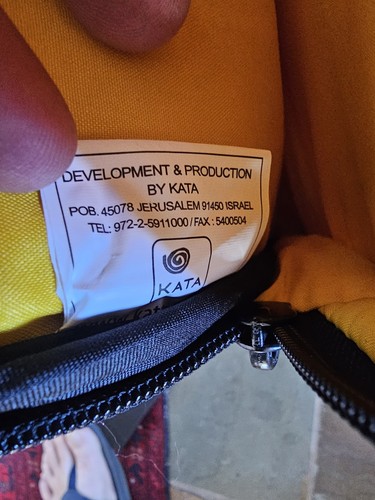 DEVELOPMENT & PRODUCTION
BY KATA
POB. 45078 JERUSALEM 91450 ISRAEL
TEL: 972-2-5911000 / FAX : 5400504
KATA